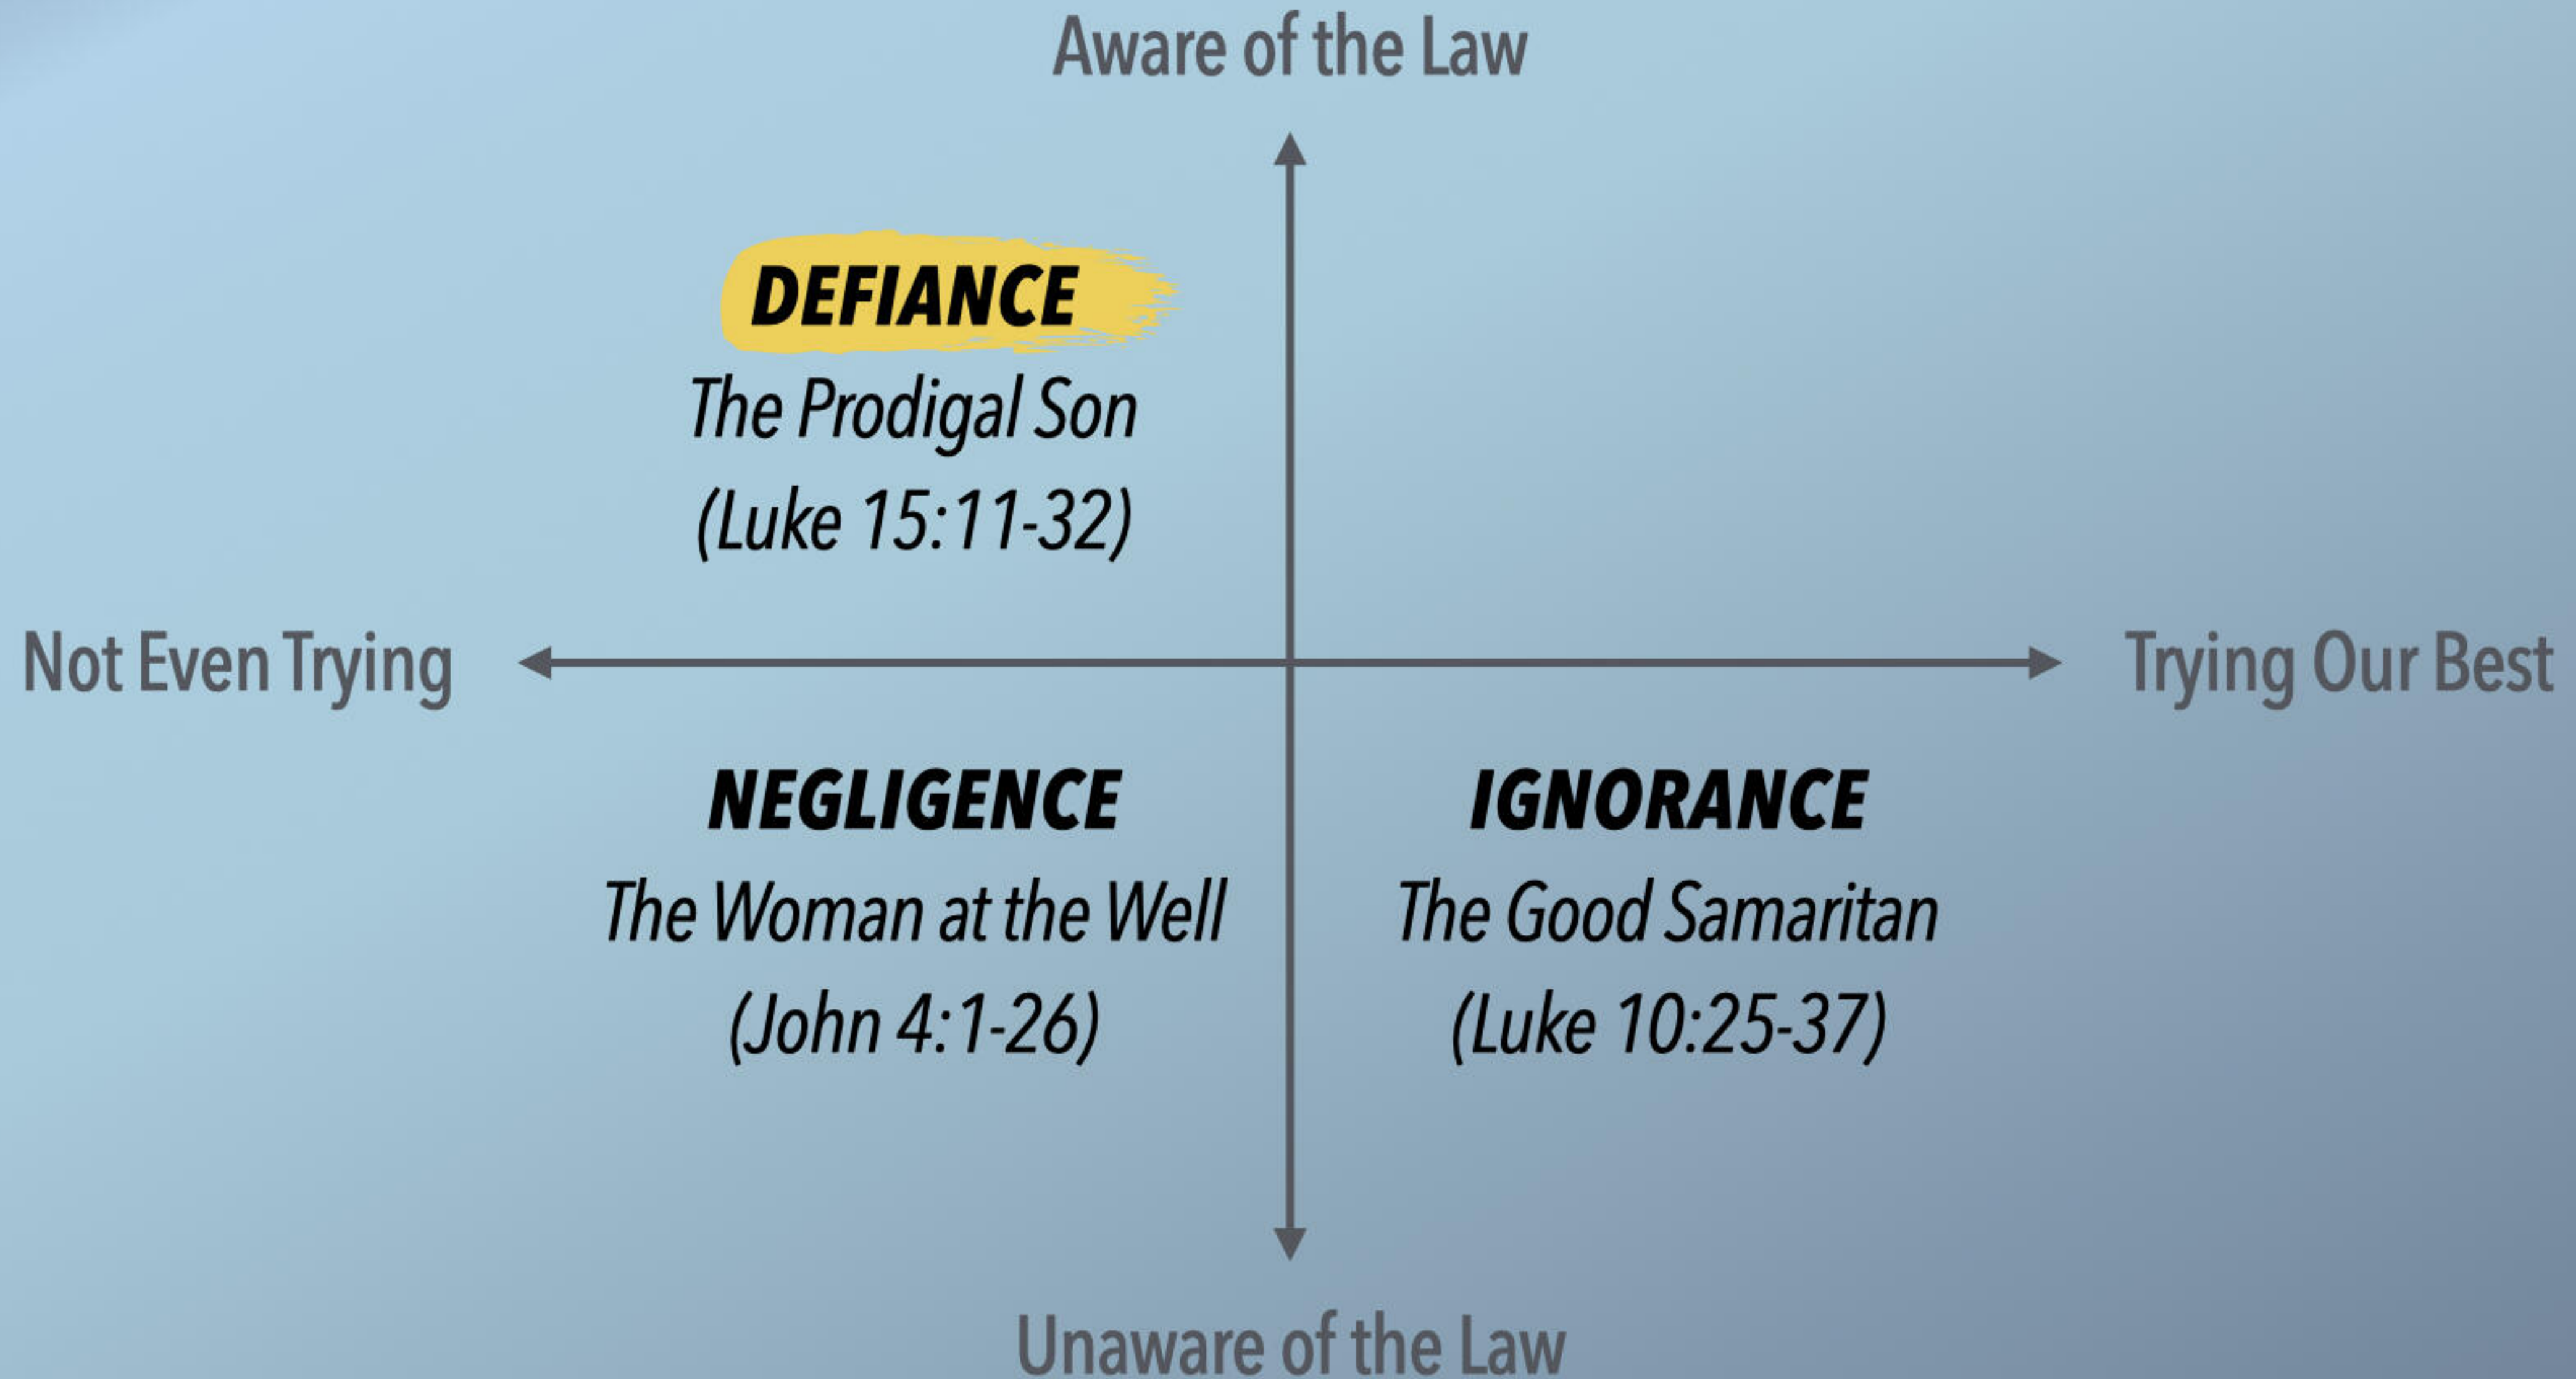 Aware of the Law
DEFIANCE
The Prodigal Son
(Luke 15:11-32)
Not Even Trying
Trying Our Best
NEGLIGENCE
The Woman at the Well
(John 4:1-26)
IGNORANCE
The Good Samaritan
(Luke 10:25-37)
Unaware of the Law